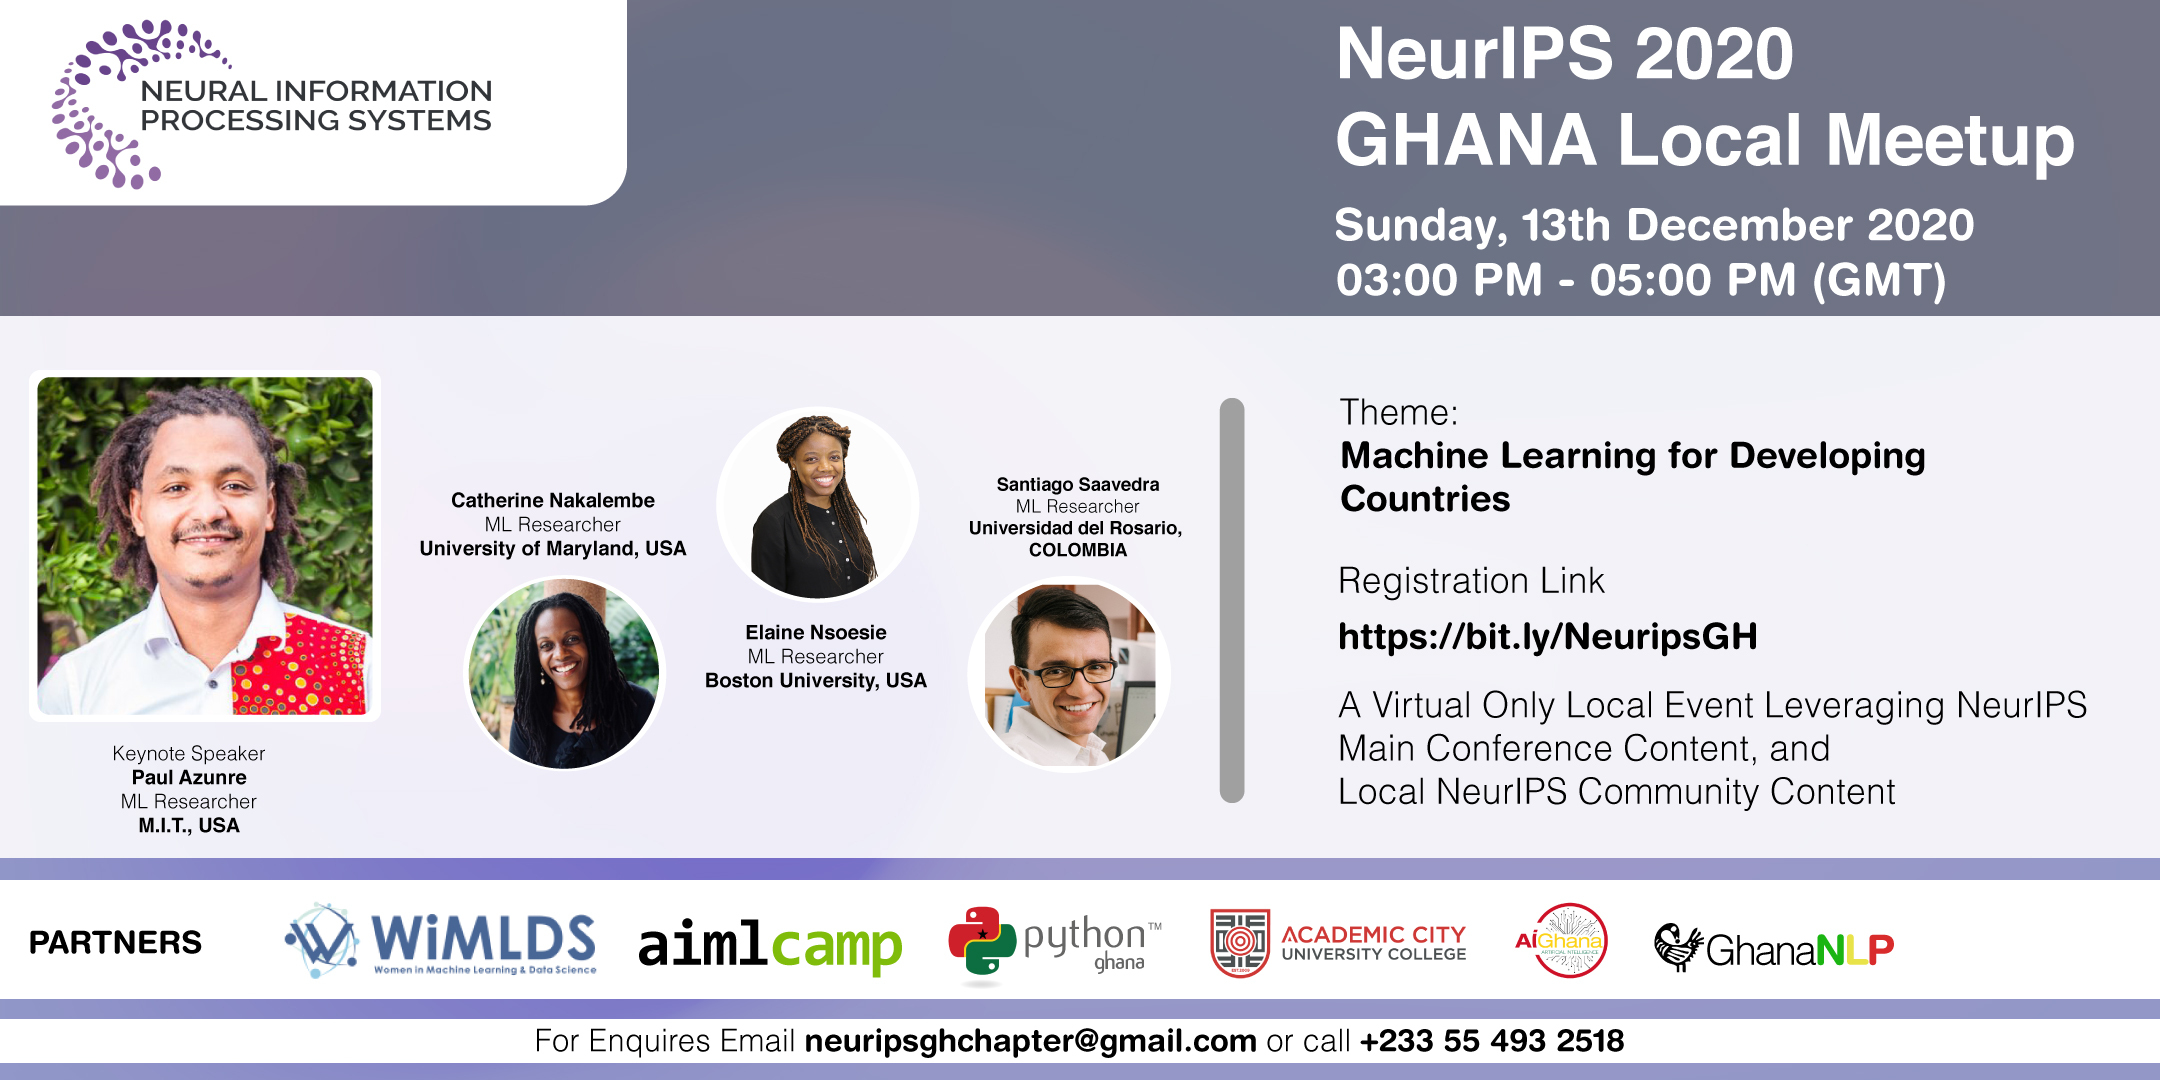 NEURAL INFORMATION
PROCESSING SYSTEMS
NeurIPS 2020
GHANA Local Meetup
Sunday, 13th December 2020
03:00 PM - 05:00 PM (GMT)
Keynote Speaker
Paul Azunre
ML Researcher
M.I.T., USA
Catherine Nakalembe
ML Researcher
University of Maryland, USA
Elaine Nsoesie
ML Researcher
Boston University, USA
Santiago Saavedra
ML Researcher
Universidad del Rosario,
COLOMBIA
Theme:
Machine Learning for Developing
Countries
Registration Link
https://bit.ly/NeuripsGH
A Virtual Only Local Event Leveraging NeurIPS
Main Conference Content, and
Local NeurIPS Community Content
PARTNERS
W
WiMLDS
Women in Machine Learning & Data Science
aimlcamp
python™
ghana
EST.2009
ACADEMIC CITY
UNIVERSITY COLLEGE
AiGhana
ARTIFICIAL INTELLIGENCE
GhanaNLP
For Enquires Email neuripsghchapter@gmail.com or call +233 55 493 2518